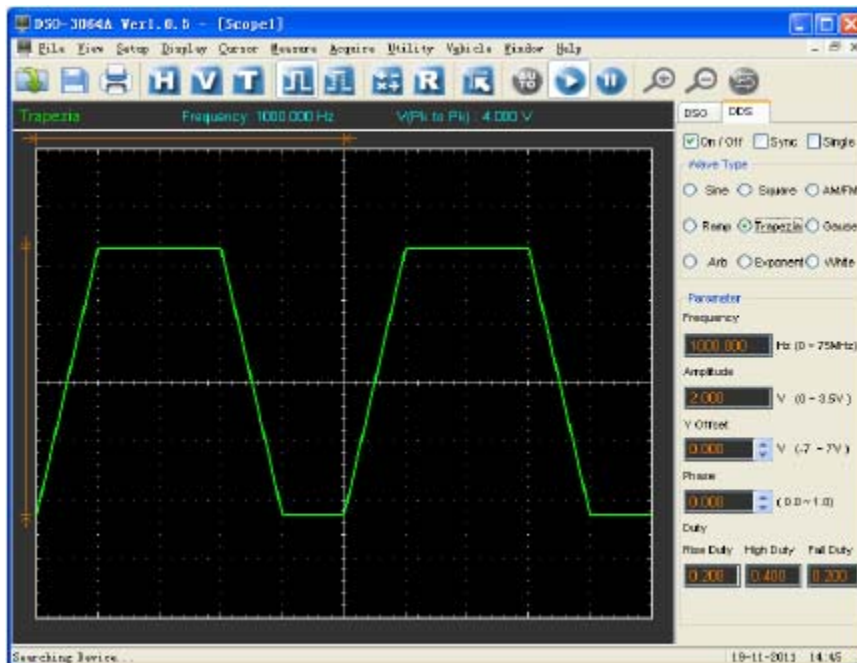 DSO-3064A Ver1.0.5 - [Scope1]
File View Setup Display Cursor Measure Acquire Utility Vehicle Window Help
H V T R AUTO
Trapezia Frequency: 1000.000 Hz V(Pk to Pk) : 4.000 V
DSO DDS
On / Off Sync Single
Wave Type
Sine Square AM/FM
Ramp Trapezia Gause
Arb Exponent White
Parameter
Frequency
1000.000 Hz (0 ~ 75MHz)
Amplitude
2.000 V (0 ~ 3.5V)
V Offset
0.000 V (-7 ~ 7V)
Phase
0.000 (0.0~1.0)
Duty
Rise Duty High Duty Fall Duty
0.200 0.400 0.200
Searching Device... 19-11-2011 14:45